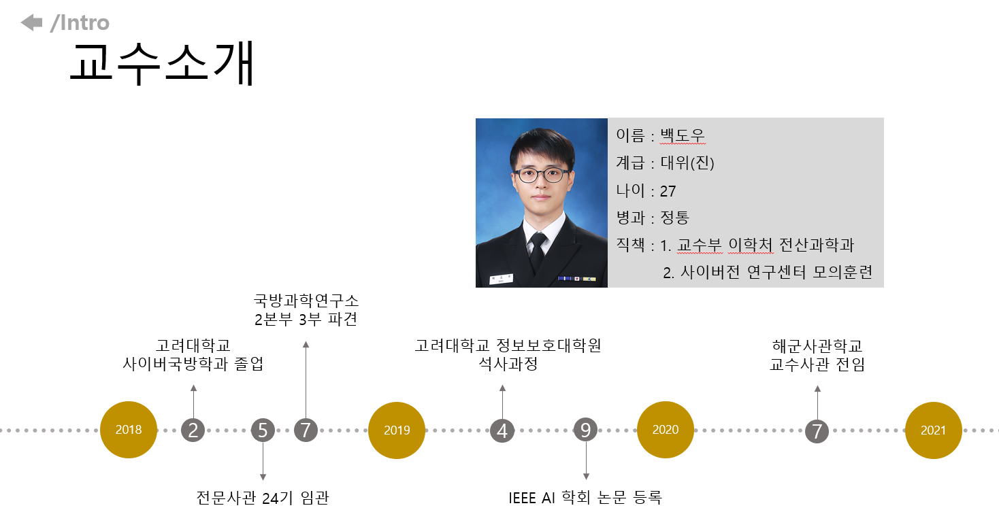 /Intro
교수소개
이름 : 백도우
계급 : 대위(진)
나이 : 27
병과 : 정통
직책 : 1. 교수부 이학처 전산과학과
2. 사이버전 연구센터 모의훈련
국방과학연구소
2본부 3부 파견
고려대학교
사이버국방학과 졸업
고려대학교 정보보호대학원
석사과정
해군사관학교
교수사관 전임
2018
2
5
7
2019
4
9
2020
7
2021
전문사관 24기 임관
IEEE AI 학회 논문 등록